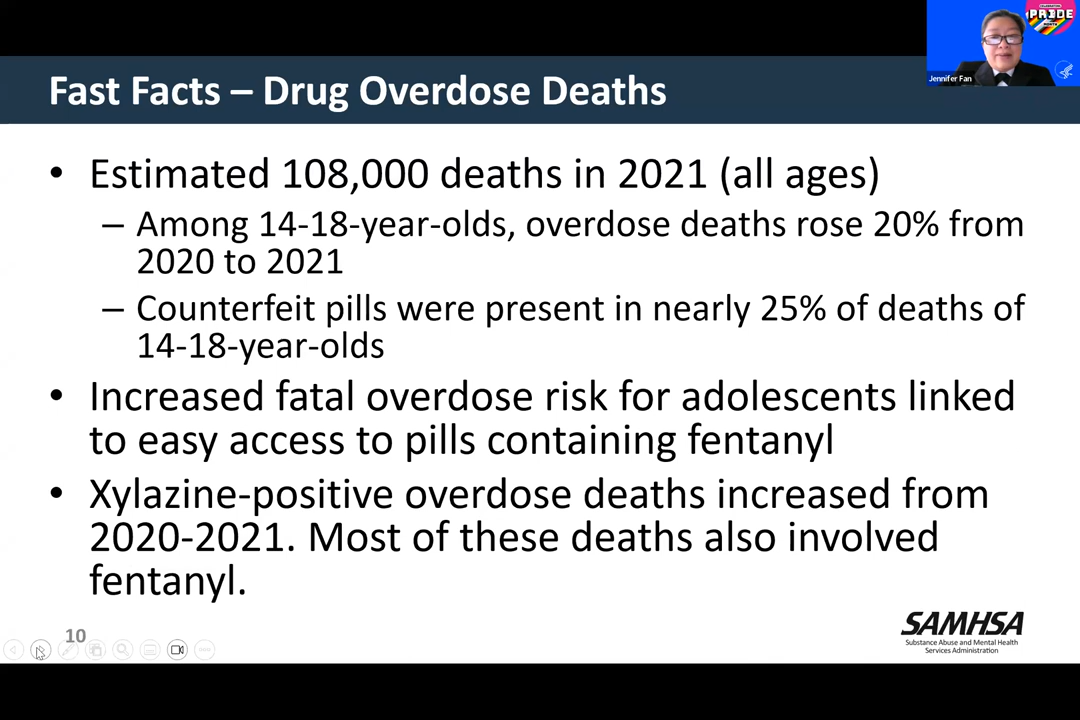 CELEBRATING
PRIDE
MONTH
Jennifer Fan
Fast Facts – Drug Overdose Deaths
• Estimated 108,000 deaths in 2021 (all ages)
– Among 14-18-year-olds, overdose deaths rose 20% from
2020 to 2021
– Counterfeit pills were present in nearly 25% of deaths of
14-18-year-olds
• Increased fatal overdose risk for adolescents linked
to easy access to pills containing fentanyl
• Xylazine-positive overdose deaths increased from
2020-2021. Most of these deaths also involved
fentanyl.
10
SAMHSA
Substance Abuse and Mental Health
Services Administration